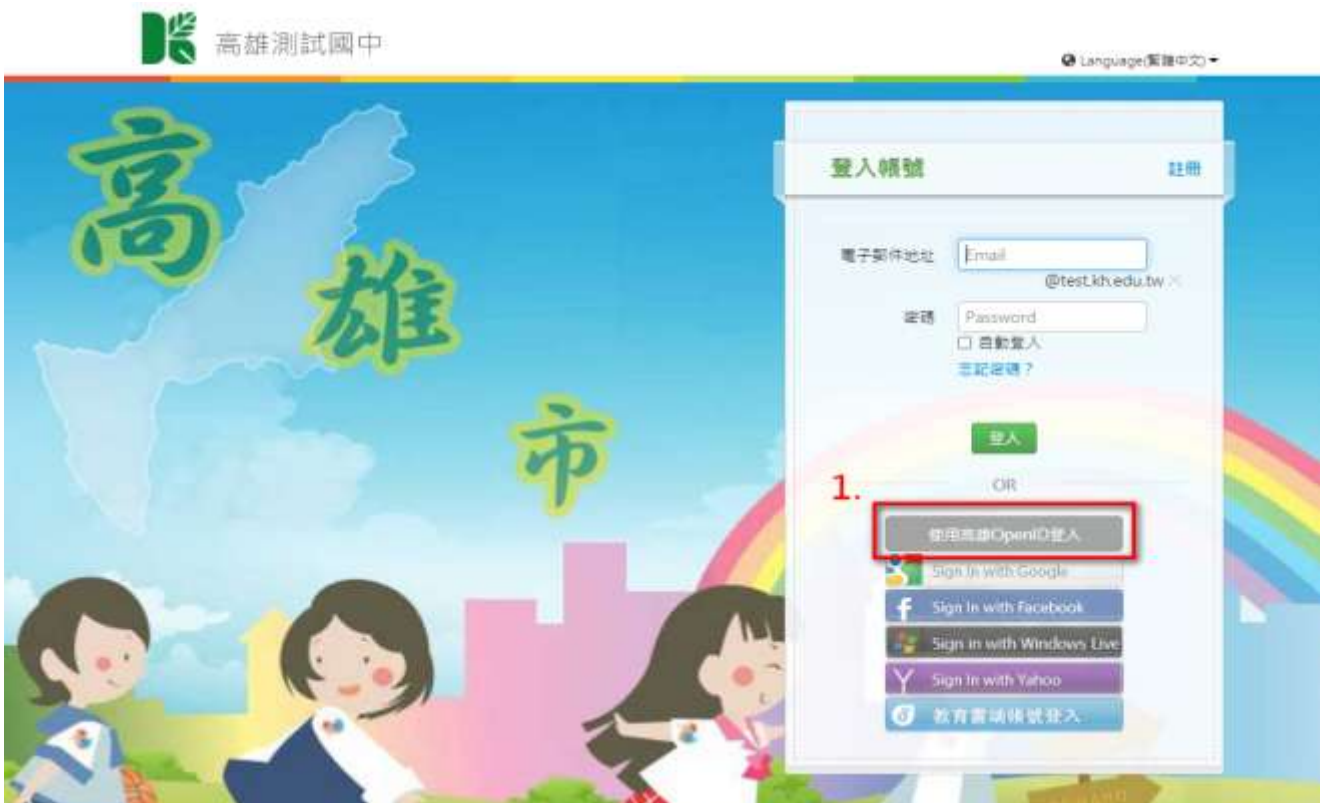 高雄測試國中
Language(繁體中文)
高
雄
市
登入帳號
註冊
電子郵件地址
Email
@test.kh.edu.tw
密碼
Password
自動登入
忘記密碼？
登入
1.
OR
使用高雄OpenID登入
Sign In with Google
Sign In with Facebook
Sign in with Windows Live
Sign In with Yahoo
教育雲端帳號登入